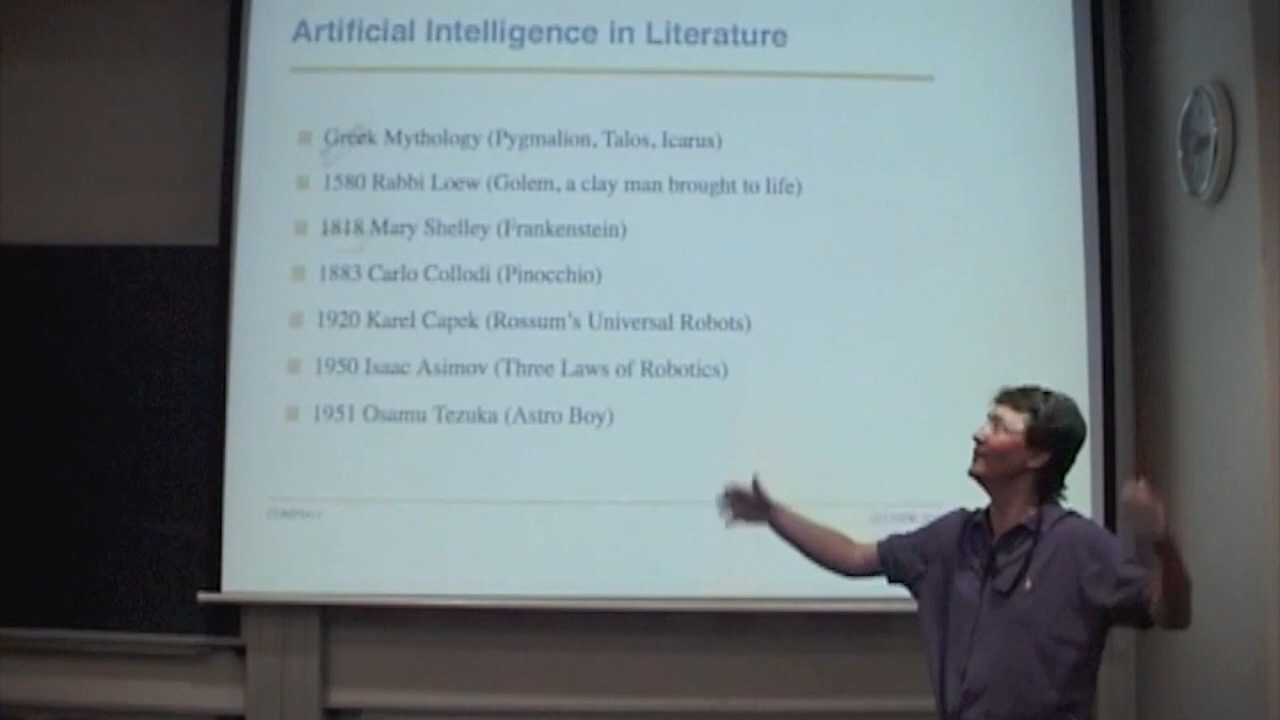 Artificial Intelligence in Literature
Greek Mythology (Pygmalion, Talos, Icarus)
1580 Rabbi Loew (Golem, a clay man brought to life)
1818 Mary Shelley (Frankenstein)
1883 Carlo Collodi (Pinocchio)
1920 Karel Capek (Rossum's Universal Robots)
1950 Isaac Asimov (Three Laws of Robotics)
1951 Osamu Tezuka (Astro Boy)